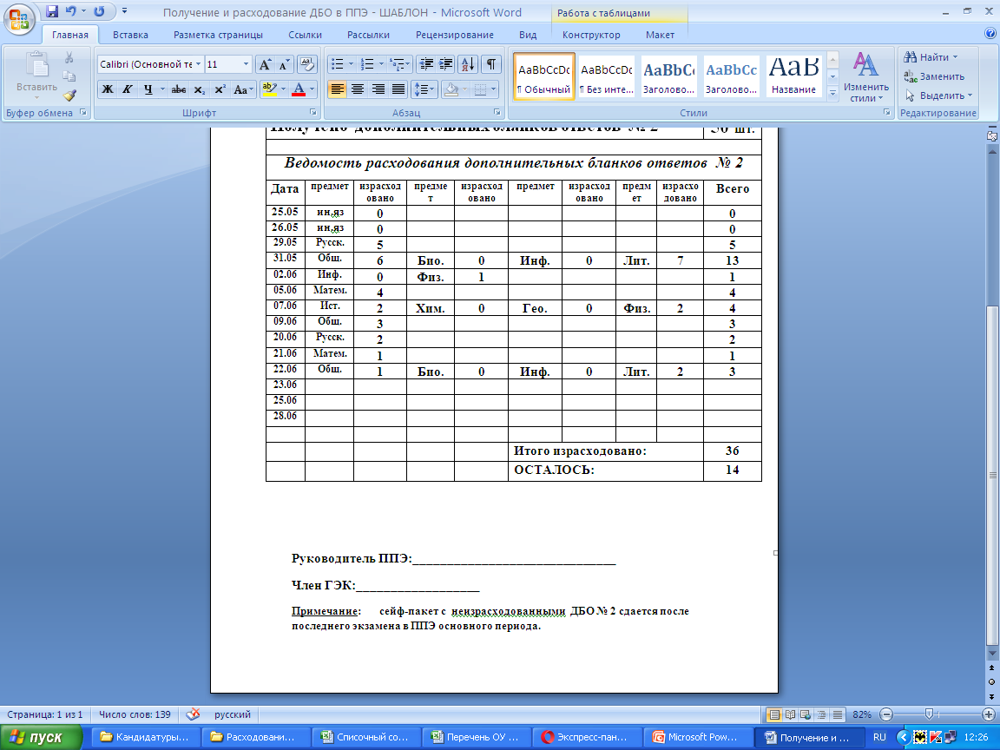 Получение и расходование ДБО в ППЭ - ШАБЛОН - Microsoft Word
Работа с таблицами
Главная Вставка Разметка страницы Ссылки Рассылки Рецензирование Вид Конструктор Макет
Вставить
Буфер обмена
Calibri (Основной те 11
Ж К Ч abe x₂ x² Aa
Шрифт
Абзац
AaBbCcDc AaBbCcDc AaBbCc AaBbCc AaB
¶ Обычный ¶ Без инте... Заголово... Заголово... Название
Стили
Изменить стили
Найти
Заменить
Выделить
Редактирование
Получено дополнительных бланков ответов № 2 50 шт.
Ведомость расходования дополнительных бланков ответов № 2
Дата предмет израсходовано предмет израсходовано предмет израсходовано предмет израсходовано Всего
25.05 ин,яз 0 0
26.05 ин,яз 0 0
29.05 Русск. 5 5
31.05 Общ. 6 Био. 0 Инф. 0 Лит. 7 13
02.06 Инф. 0 Физ. 1 1
05.06 Матем. 4 4
07.06 Ист. 2 Хим. 0 Гео. 0 Физ. 2 4
09.06 Общ. 3 3
20.06 Русск. 2 2
21.06 Матем. 1 1
22.06 Общ. 1 Био. 0 Инф. 0 Лит. 2 3
23.06
25.06
28.06
Итого израсходовано: 36
ОСТАЛОСЬ: 14
Руководитель ППЭ:______________________________
Член ГЭК:___________________
Примечание: сейф-пакет с неизрасходованными ДБО № 2 сдается после
последнего экзамена в ППЭ основного периода.
Страница: 1 из 1 Число слов: 139 русский 82%
пуск Кандидатуры... Расходовани... Списочный со... Перечень ОУ ... Экспресс-пан... Microsoft Pow... Получение и ... RU 12:26